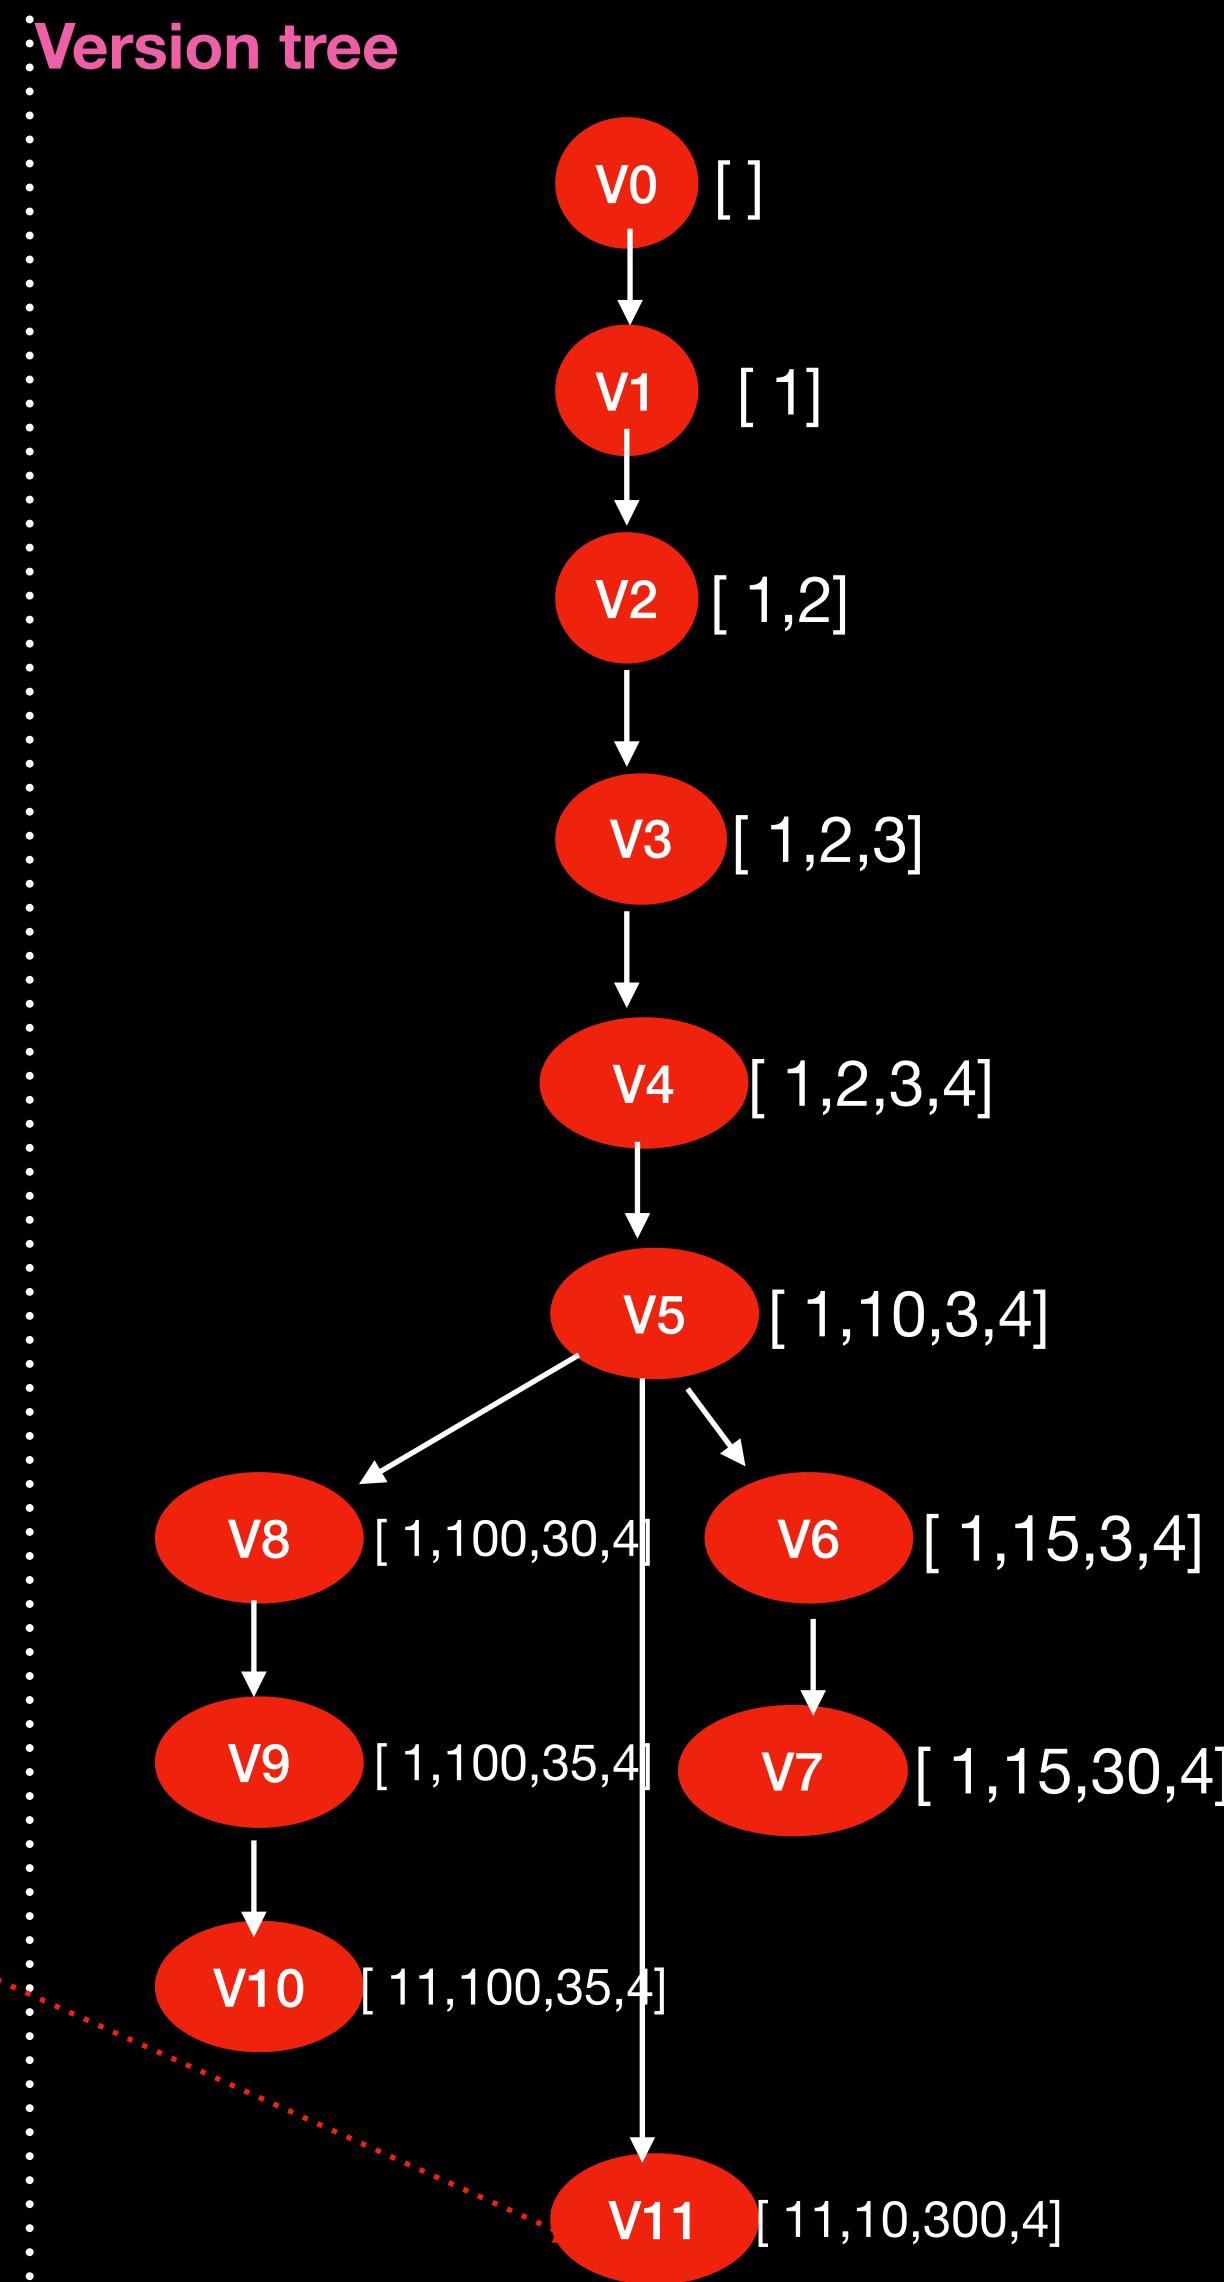 Version tree
V0 [ ]
V1 [ 1]
V2 [ 1,2]
V3 [ 1,2,3]
V4 [ 1,2,3,4]
V5 [ 1,10,3,4]
V8 [ 1,100,30,4] V6 [ 1,15,3,4]
V9 [ 1,100,35,4] V7 [ 1,15,30,4]
V10 [ 11,100,35,4]
V11 [ 11,10,300,4]